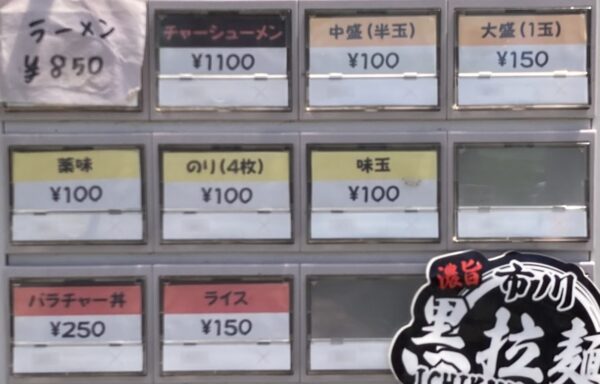 ラーメン
¥850
チャーシューメン
¥1100
中盛(半玉)
¥100
大盛(1玉)
¥150
薬味
¥100
のり(4枚)
¥100
味玉
¥100
バラチャー丼
¥250
ライス
¥150
濃旨
市川
黒
拉麺